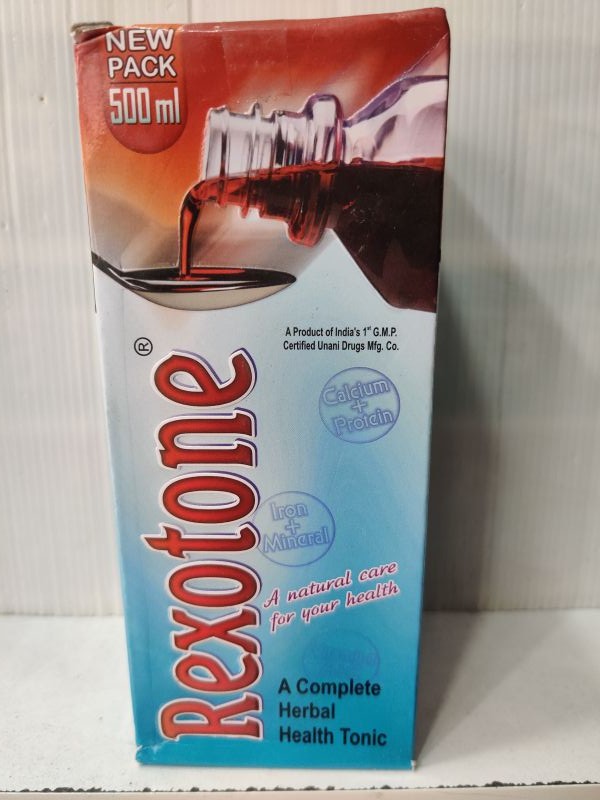 NEW
PACK
500 ml
A Product of India's 1st G.M.P.
Certified Unani Drugs Mfg. Co.
Rexotone®
Calcium
+
Protein
Iron
+
Mineral
A natural care
for your health
A Complete
Herbal
Health Tonic